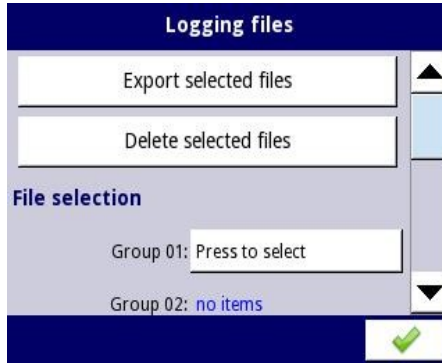 Logging files
Export selected files
Delete selected files
File selection
Group 01: Press to select
Group 02: no items